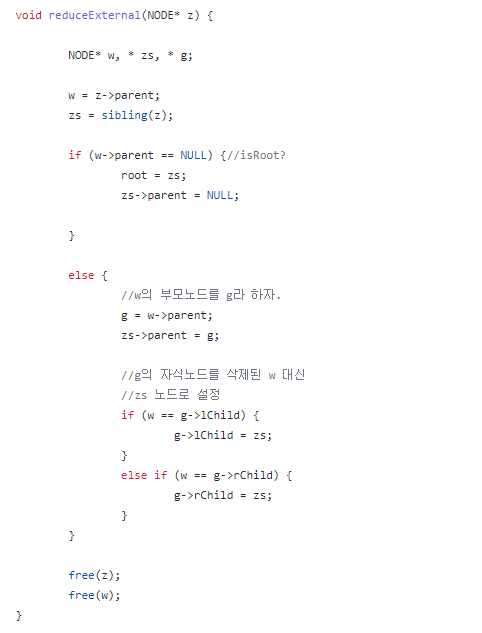 void reduceExternal(NODE* z) {
NODE* w, * zs, * g;
w = z->parent;
zs = sibling(z);
if (w->parent == NULL) {//isRoot?
root = zs;
zs->parent = NULL;
}
else {
//w의 부모노드를 g라 하자.
g = w->parent;
zs->parent = g;
//g의 자식노드를 삭제된 w 대신
//zs 노드로 설정
if (w == g->lChild) {
g->lChild = zs;
}
else if (w == g->rChild) {
g->rChild = zs;
}
}
free(z);
free(w);
}